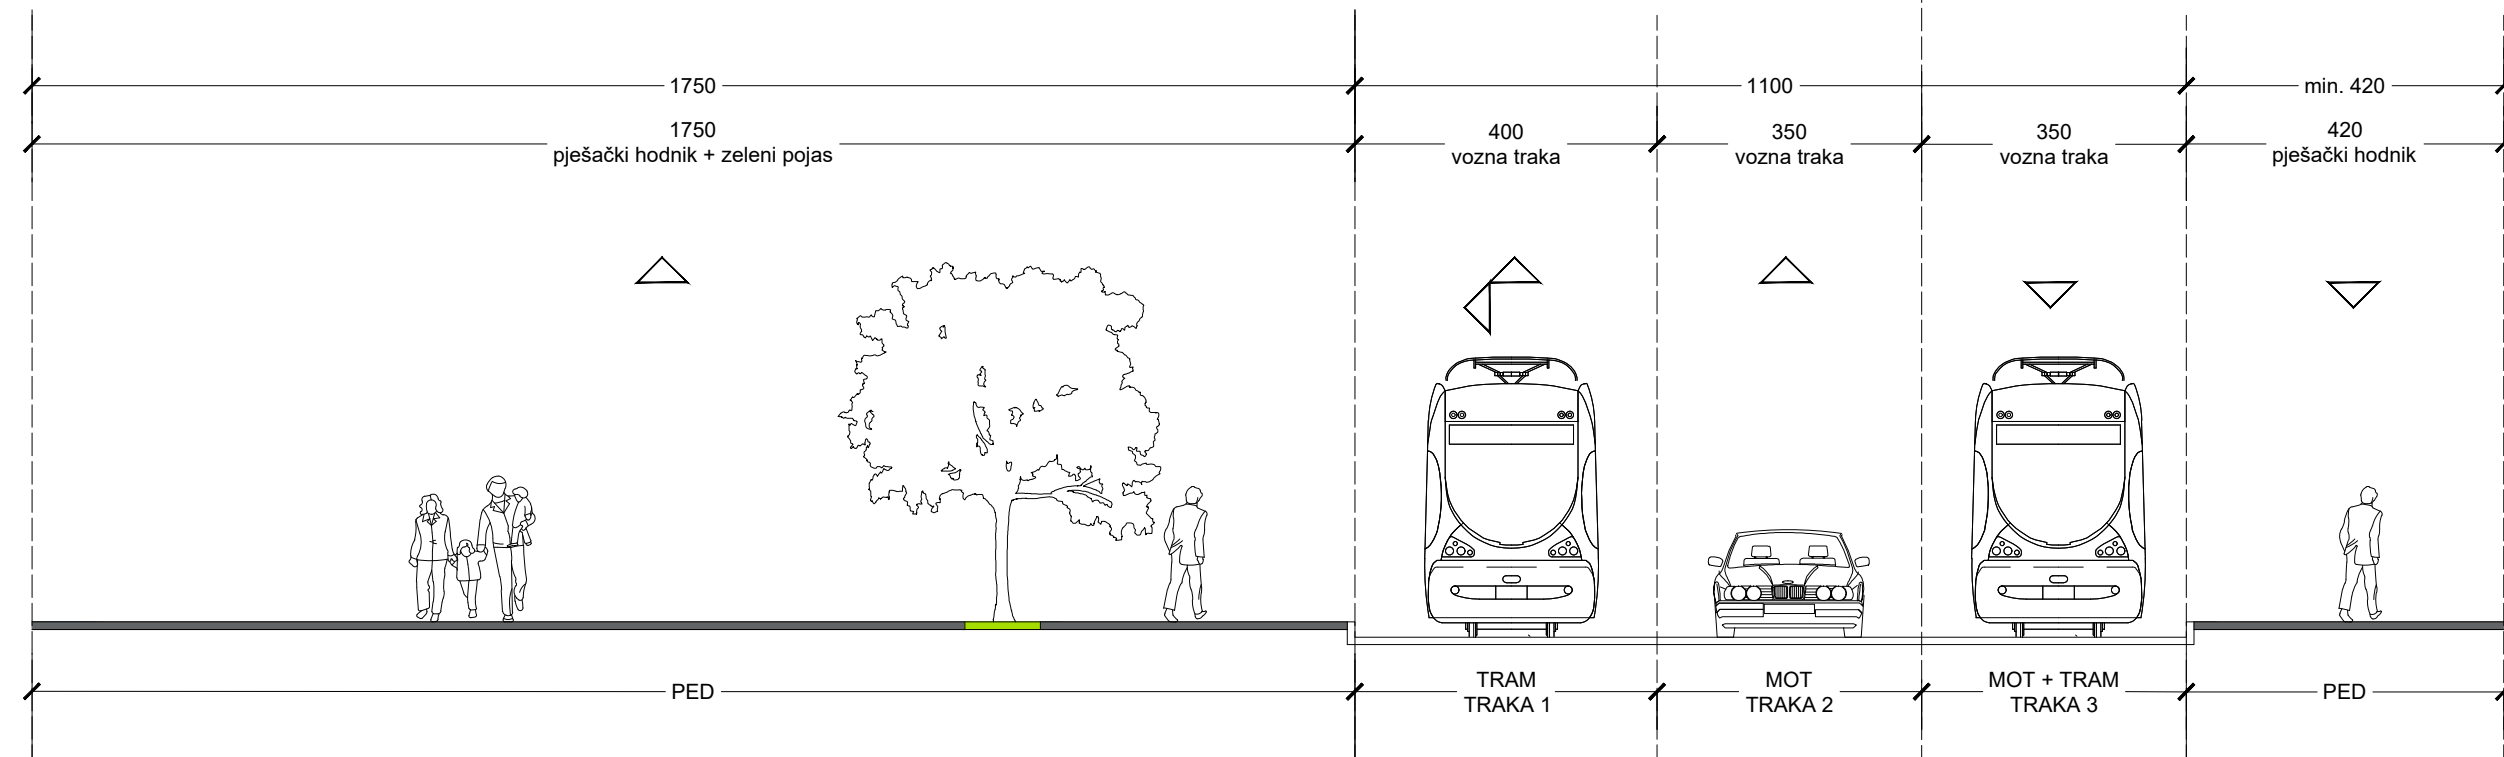 1750
1100
min. 420
1750
pješački hodnik + zeleni pojas
400
vozna traka
350
vozna traka
350
vozna traka
420
pješački hodnik
PED
TRAM
TRAKA 1
MOT
TRAKA 2
MOT + TRAM
TRAKA 3
PED